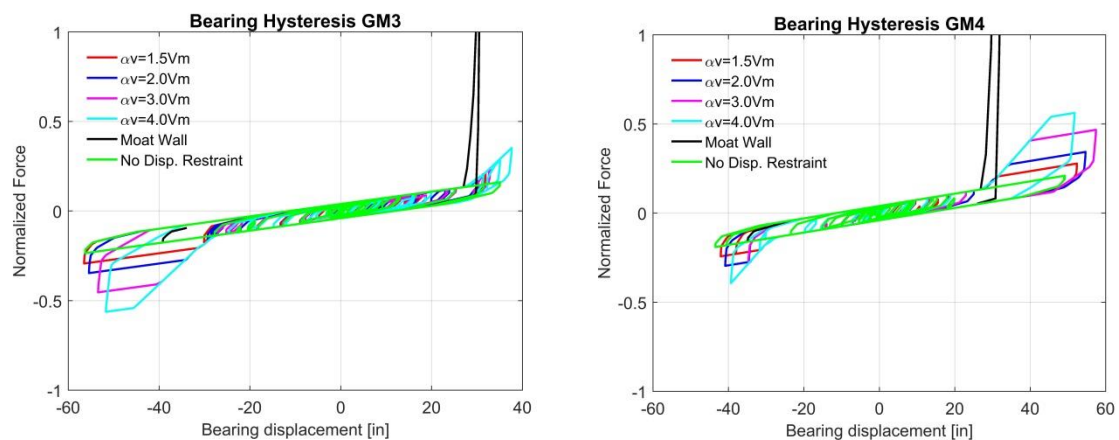 Bearing Hysteresis GM3
1
αv=1.5Vm
αv=2.0Vm
αv=3.0Vm
αv=4.0Vm
Moat Wall
No Disp. Restraint
0.5
0
-0.5
-1
Normalized Force
-60
-40
-20
0
20
40
Bearing displacement [in]
Bearing Hysteresis GM4
1
αv=1.5Vm
αv=2.0Vm
αv=3.0Vm
αv=4.0Vm
Moat Wall
No Disp. Restraint
0.5
0
-0.5
-1
Normalized Force
-60
-40
-20
0
20
40
60
Bearing displacement [in]